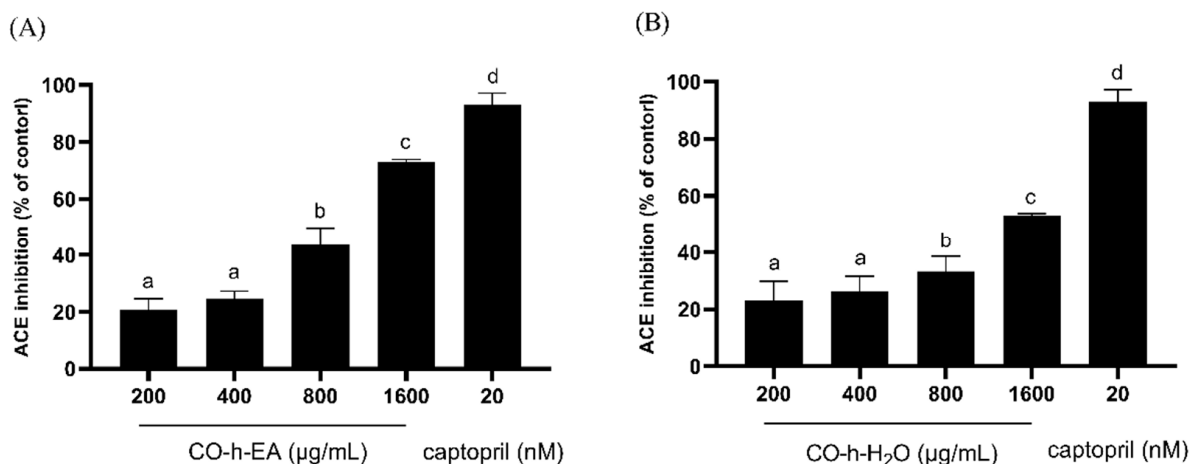 (A)
ACE inhibition (% of contorl)
100
80
60
40
20
0
a
a
b
c
d
200 400 800 1600 20
CO-h-EA (µg/mL) captopril (nM)
(B)
ACE inhibition (% of contorl)
100
80
60
40
20
0
a
a
b
c
d
200 400 800 1600 20
CO-h-H₂O (µg/mL) captopril (nM)